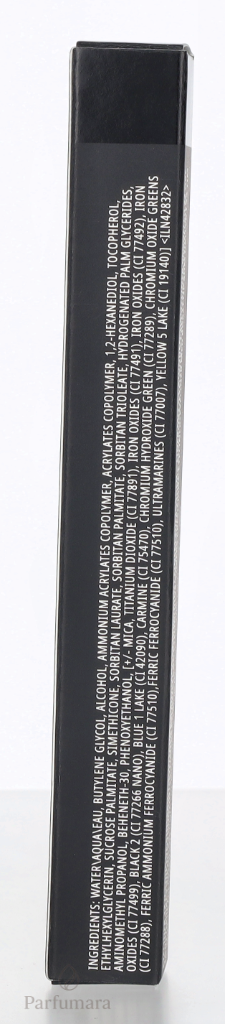 INGREDIENTS: WATER\AQUA\EAU, BUTYLENE GLYCOL, ALCOHOL, AMMONIUM ACRYLATES COPOLYMER, ACRYLATES COPOLYMER, 1,2-HEXANEDIOL, TOCOPHEROL,
ETHYLHEXYLGLYCERIN, SUCROSE PALMITATE, SIMETHICONE, SORBITAN LAURATE, SORBITAN PALMITATE, SORBITAN TRIOLEATE, HYDROGENATED PALM GLYCERIDES,
AMINOMETHYL PROPANOL, BEHENETH-30, PHENOXYETHANOL, [+/- MICA, TITANIUM DIOXIDE (CI 77891), IRON OXIDES (CI 77491), IRON OXIDES (CI 77492), IRON
OXIDES (CI 77499), BLACK 2 (CI 77266 NANO), BLUE 1 LAKE (CI 42090), CARMINE (CI 75470), CHROMIUM HYDROXIDE GREEN (CI 77289), CHROMIUM OXIDE GREENS
(CI 77288), FERRIC AMMONIUM FERROCYANIDE (CI 77510),FERRIC FERROCYANIDE (CI 77510), ULTRAMARINES (CI 77007), YELLOW 5 LAKE (CI 19140)] <ILN42832>
Parfumara